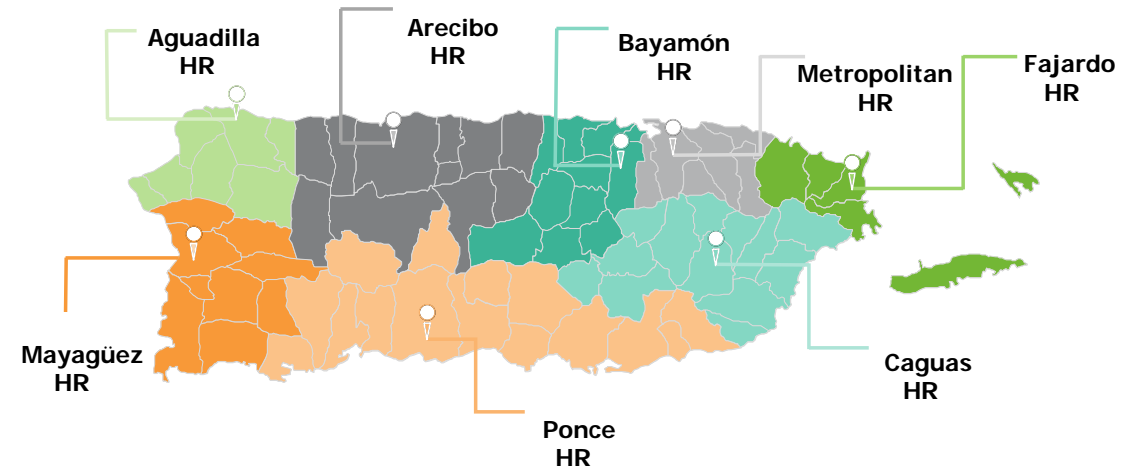 Aguadilla
HR
Arecibo
HR
Bayamón
HR
Metropolitan
HR
Fajardo
HR
Mayagüez
HR
Caguas
HR
Ponce
HR